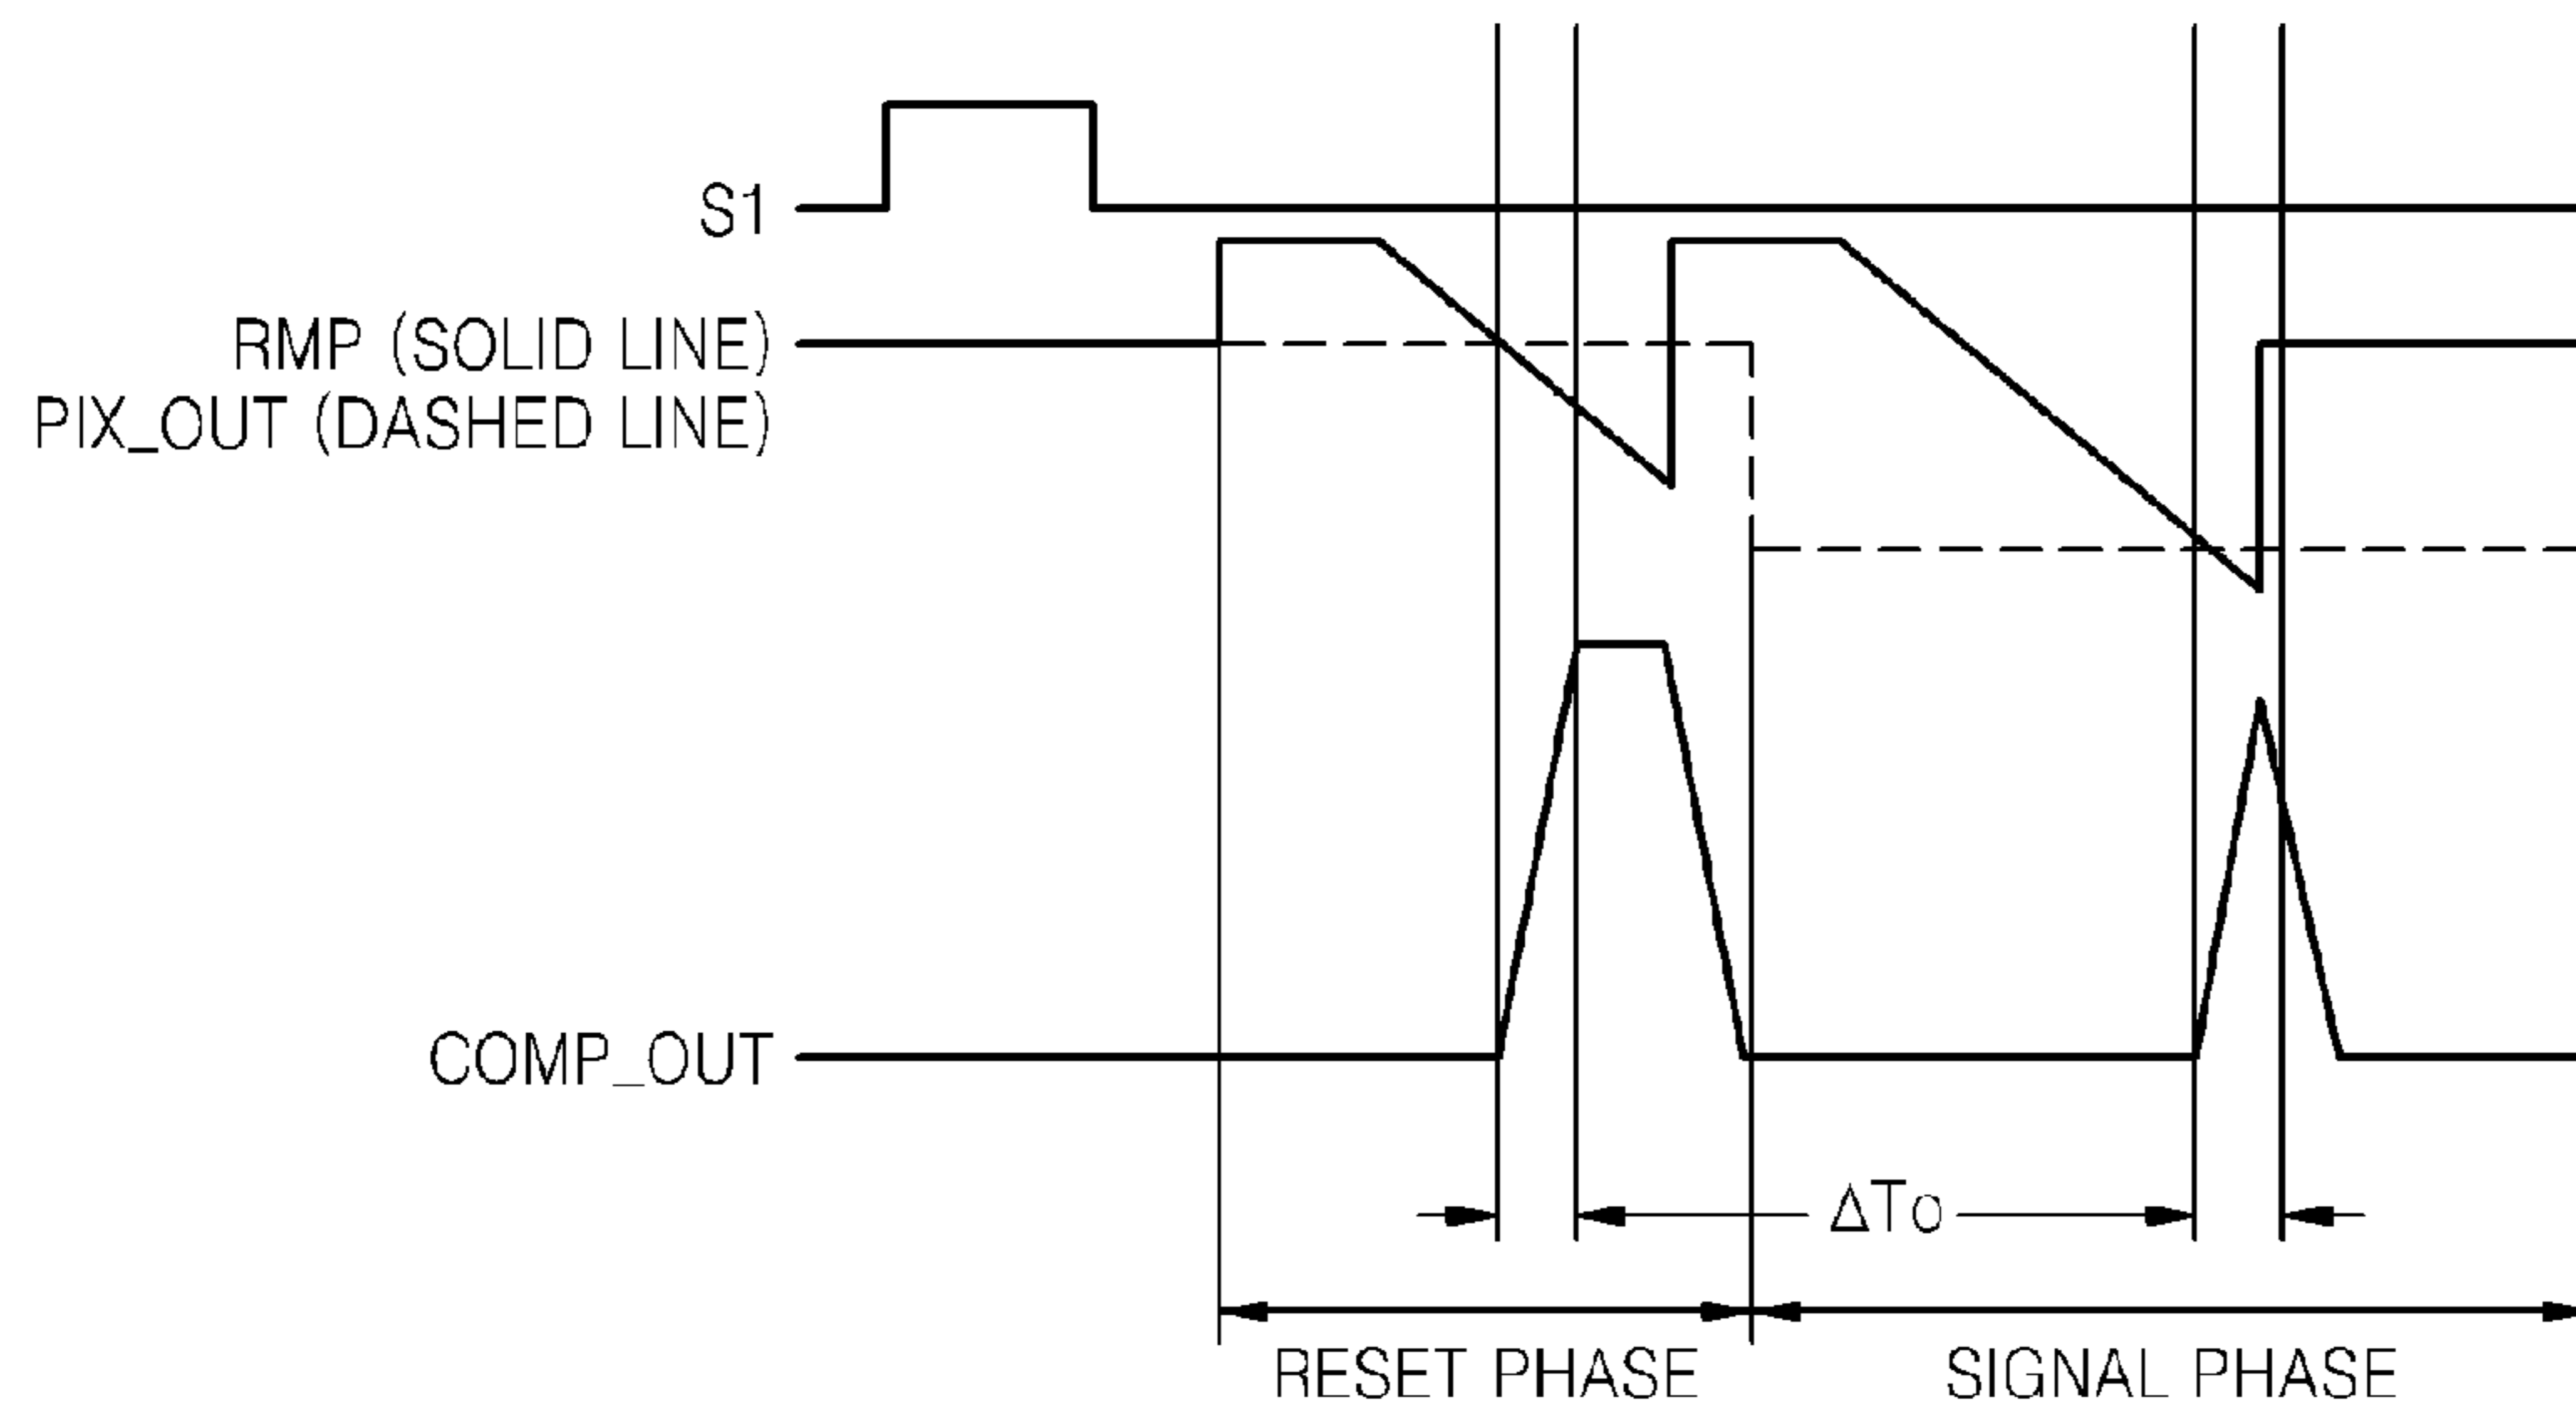 S1
RMP (SOLID LINE)
PIX_OUT (DASHED LINE)
COMP_OUT
ΔTo
RESET PHASE
SIGNAL PHASE